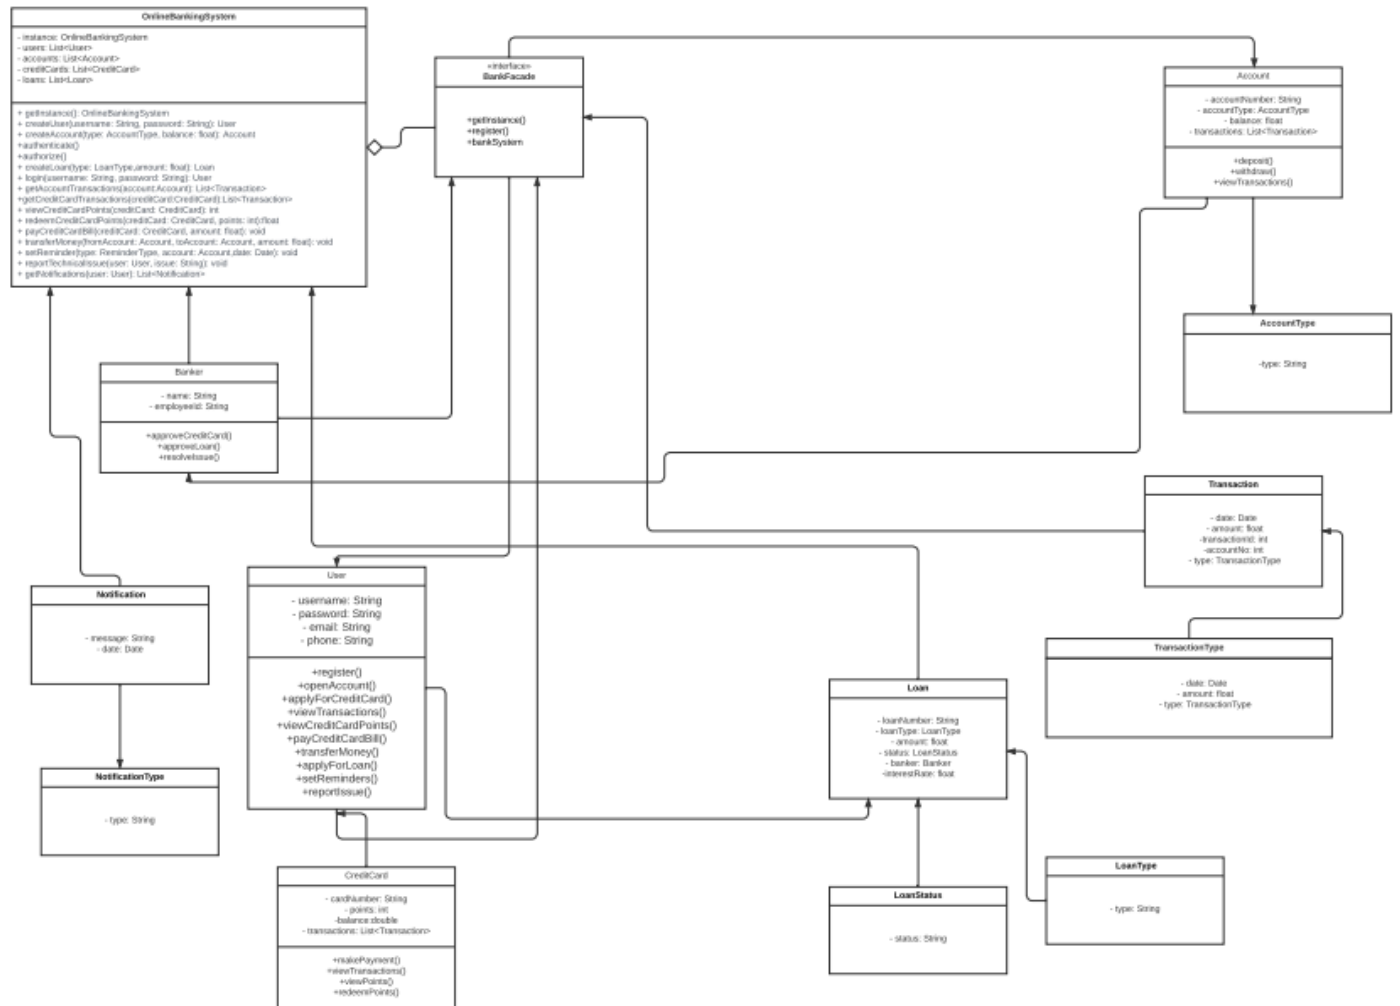 OnlineBankingSystem
- instance: OnlineBankingSystem
- users: List<User>
- accounts: List<Account>
- creditCards: List<CreditCard>
- loans: List<Loan>
+ getInstance(): OnlineBankingSystem
+ createUser(username: String, password: String): User
+ createAccount(type: AccountType, balance: float): Account
+authenticate()
+authorize()
+ createLoan(type: LoanType,amount: float): Loan
+ login(username: String, password: String): User
+ getAccountTransactions(account:Account): List<Transaction>
+getCreditCardTransactions(creditCard:CreditCard):List<Transaction>
+ viewCreditCardPoints(creditCard: CreditCard): int
+ redeemCreditCardPoints(creditCard: CreditCard, points: int):float
+ payCreditCardBill(creditCard: CreditCard, amount: float): void
+ transferMoney(fromAccount: Account, toAccount: Account, amount: float): void
+ setReminder(type: ReminderType, account: Account,date: Date): void
+ reportTechnicalIssue(user: User, issue: String): void
+ getNotifications(user: User): List<Notification>
«interface»
BankFacade
+getInstance()
+register()
+bankSystem
Account
- accountNumber: String
- accountType: AccountType
- balance: float
- transactions: List<Transaction>
+deposit()
+withdraw()
+viewTransactions()
AccountType
-type: String
Banker
- name: String
- employeeId: String
+approveCreditCard()
+approveLoan()
+resolveIssue()
Transaction
- date: Date
- amount: float
-transactionId: int
-accountNo: int
- type: TransactionType
TransactionType
- date: Date
- amount: float
- type: TransactionType
Notification
- message: String
- date: Date
NotificationType
- type: String
User
- username: String
- password: String
- email: String
- phone: String
+register()
+openAccount()
+applyForCreditCard()
+viewTransactions()
+viewCreditCardPoints()
+payCreditCardBill()
+transferMoney()
+applyForLoan()
+setReminders()
+reportIssue()
Loan
- loanNumber: String
- loanType: LoanType
- amount: float
- status: LoanStatus
- banker: Banker
-interestRate: float
LoanStatus
- status: String
LoanType
- type: String
CreditCard
- cardNumber: String
- points: int
-balance:double
- transactions: List<Transaction>
+makePayment()
+viewTransactions()
+viewPoints()
+redeemPoints()